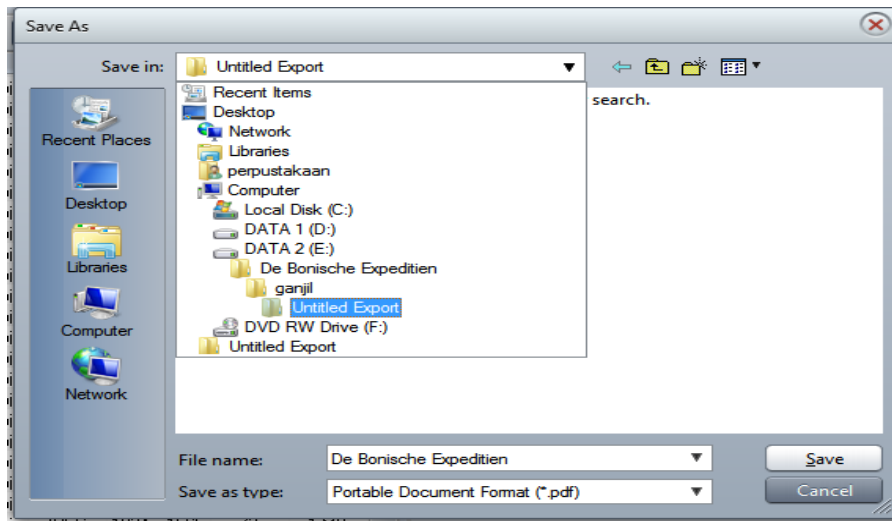 Save As
Save in: Untitled Export
search.
Recent Items
Desktop
Network
Libraries
perpustakaan
Computer
Local Disk (C:)
DATA 1 (D:)
DATA 2 (E:)
De Bonische Expeditien
ganjil
Untitled Export
DVD RW Drive (F:)
Untitled Export
Recent Places
Desktop
Libraries
Computer
Network
File name: De Bonische Expeditien
Save
Save as type: Portable Document Format (*.pdf)
Cancel